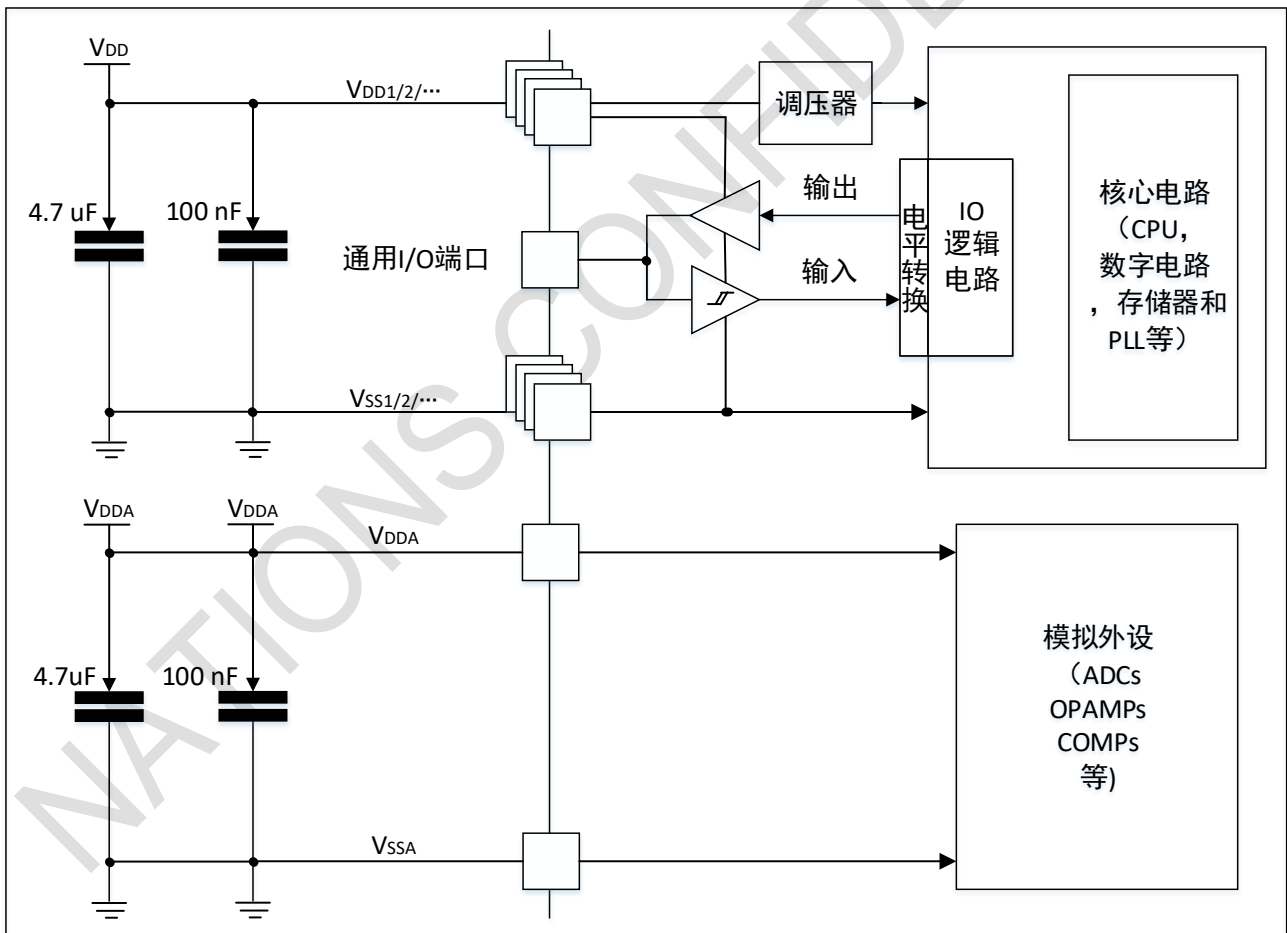 VDD
VDD1/2/···
调压器
4.7 uF
100 nF
通用I/O端口
输出
输入
电平转换
IO
逻辑
电路
核心电路
（CPU，
数字电路
，存储器和
PLL等）
VSS1/2/···
VDDA
VDDA
VDDA
4.7uF
100 nF
模拟外设
（ADCs
OPAMPs
COMPs
等)
VSSA
NATIONS CONFIDE